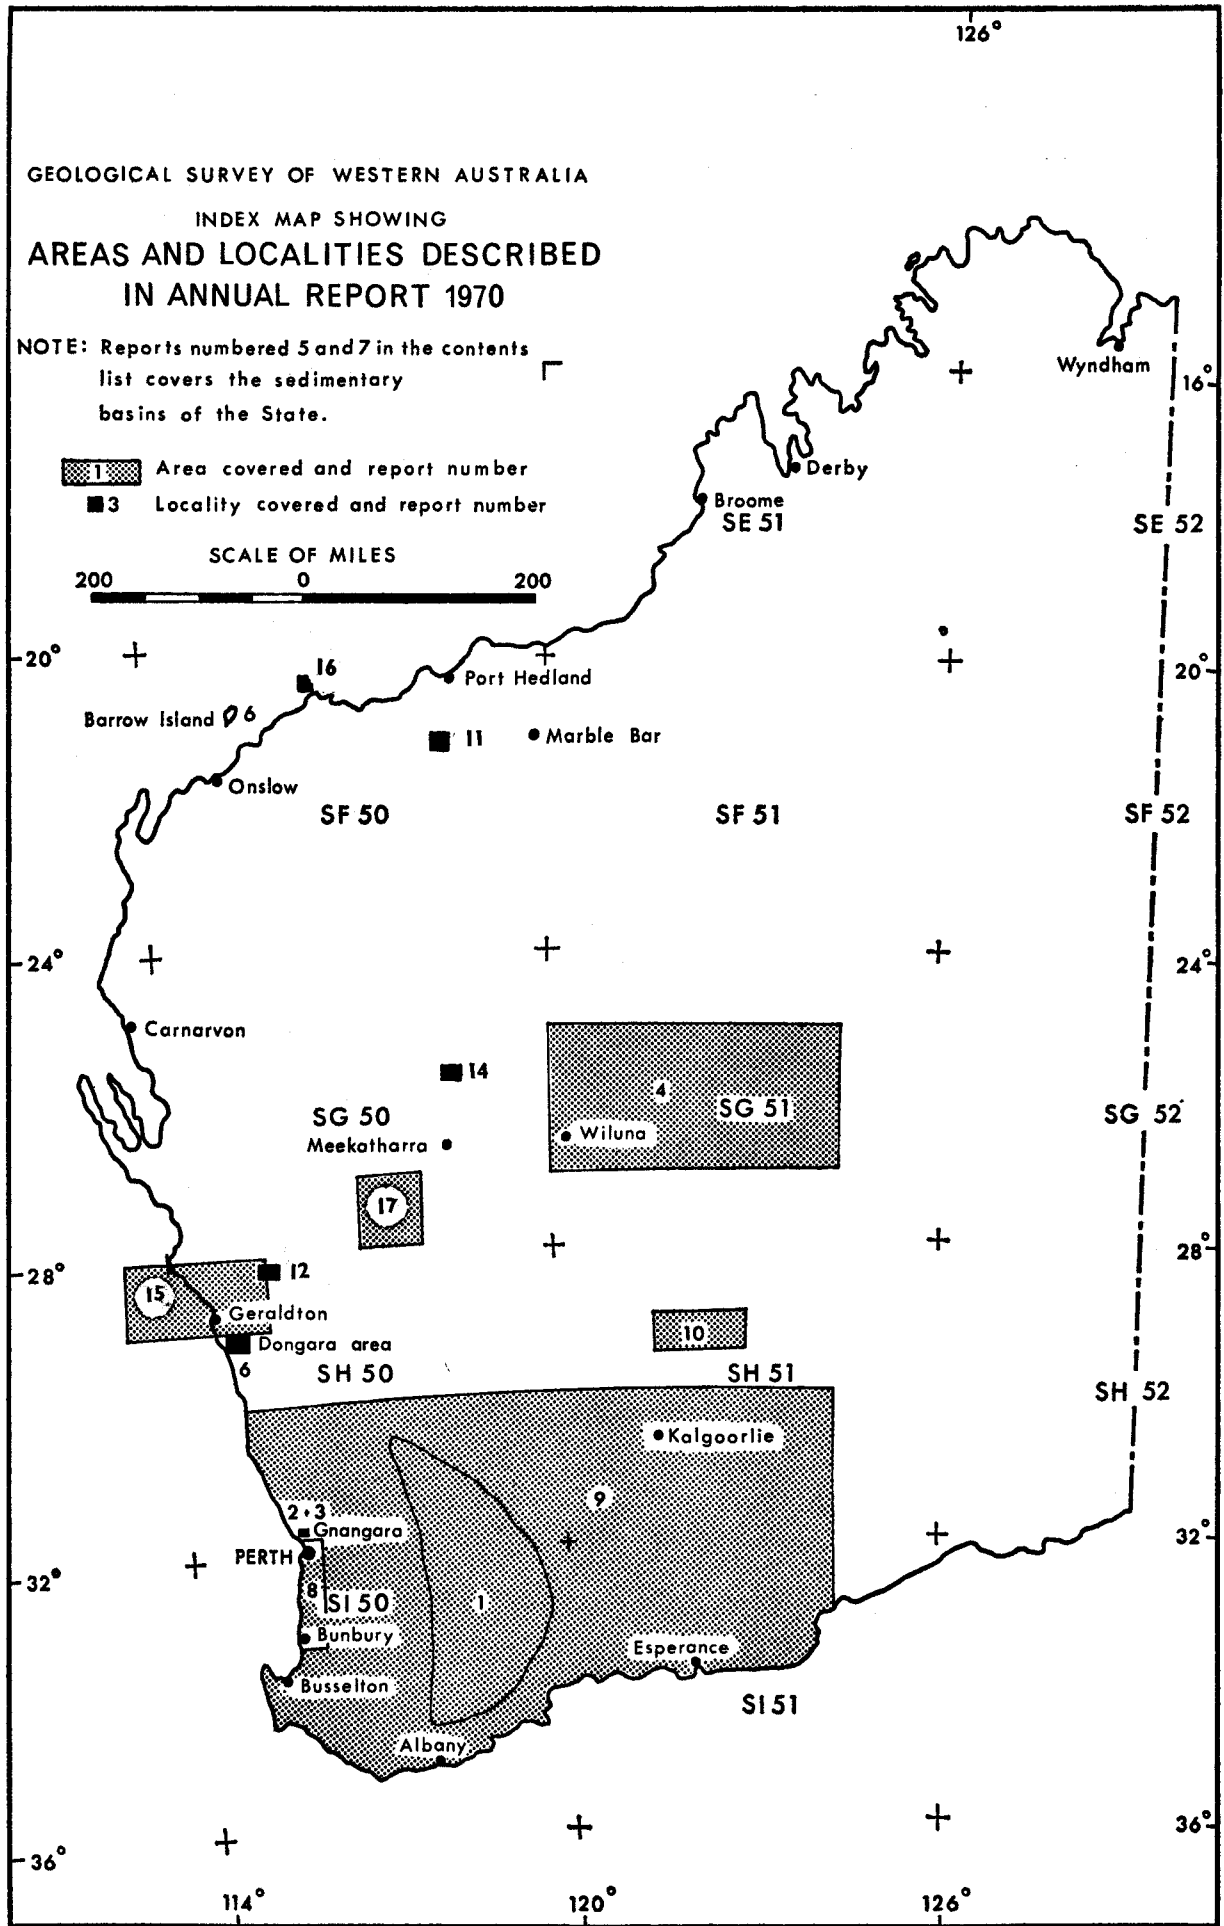 126°
GEOLOGICAL SURVEY OF WESTERN AUSTRALIA
INDEX MAP SHOWING
AREAS AND LOCALITIES DESCRIBED
IN ANNUAL REPORT 1970
NOTE: Reports numbered 5 and 7 in the contents
list covers the sedimentary
basins of the State.
1 Area covered and report number
3 Locality covered and report number
SCALE OF MILES
200 0 200
Wyndham
16°
Derby
Broome
SE 51
SE 52
20°
16
Port Hedland
20°
Barrow Island 6
11
Marble Bar
Onslow
SF 50
SF 51
SF 52
24°
24°
Carnarvon
14
4
SG 50
SG 51
SG 52
Meekatharra
Wiluna
17
28°
28°
12
15
Geraldton
10
Dongara area
6
SH 50
SH 51
SH 52
Kalgoorlie
9
2+3
Gnangara
PERTH
32°
32°
8
SI 50
1
Bunbury
Esperance
Busselton
SI 51
Albany
36°
36°
114°
120°
126°